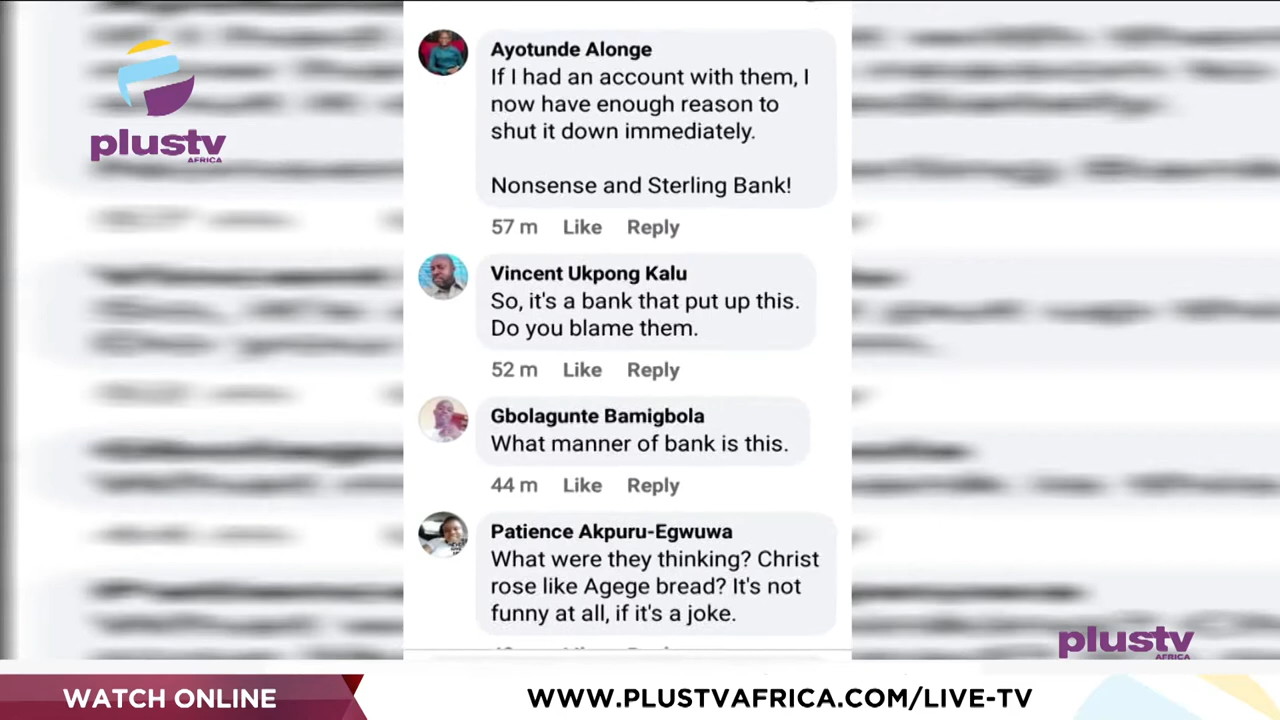 plustv
AFRICA
Ayotunde Alonge
If I had an account with them, I
now have enough reason to
shut it down immediately.
Nonsense and Sterling Bank!
57 m Like Reply
Vincent Ukpong Kalu
So, it's a bank that put up this.
Do you blame them.
52 m Like Reply
Gbolagunte Bamigbola
What manner of bank is this.
44 m Like Reply
Patience Akpuru-Egwuwa
What were they thinking? Christ
rose like Agege bread? It's not
funny at all, if it's a joke.
plustv
AFRICA
WATCH ONLINE
WWW.PLUSTVAFRICA.COM/LIVE-TV